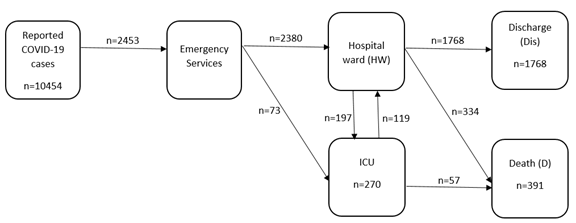 Reported
COVID-19
cases
n=10454
n=2453
Emergency
Services
n=2380
n=73
Hospital
ward (HW)
n=1768
n=334
n=197
n=119
ICU
n=270
n=57
Discharge
(Dis)
n=1768
Death (D)
n=391